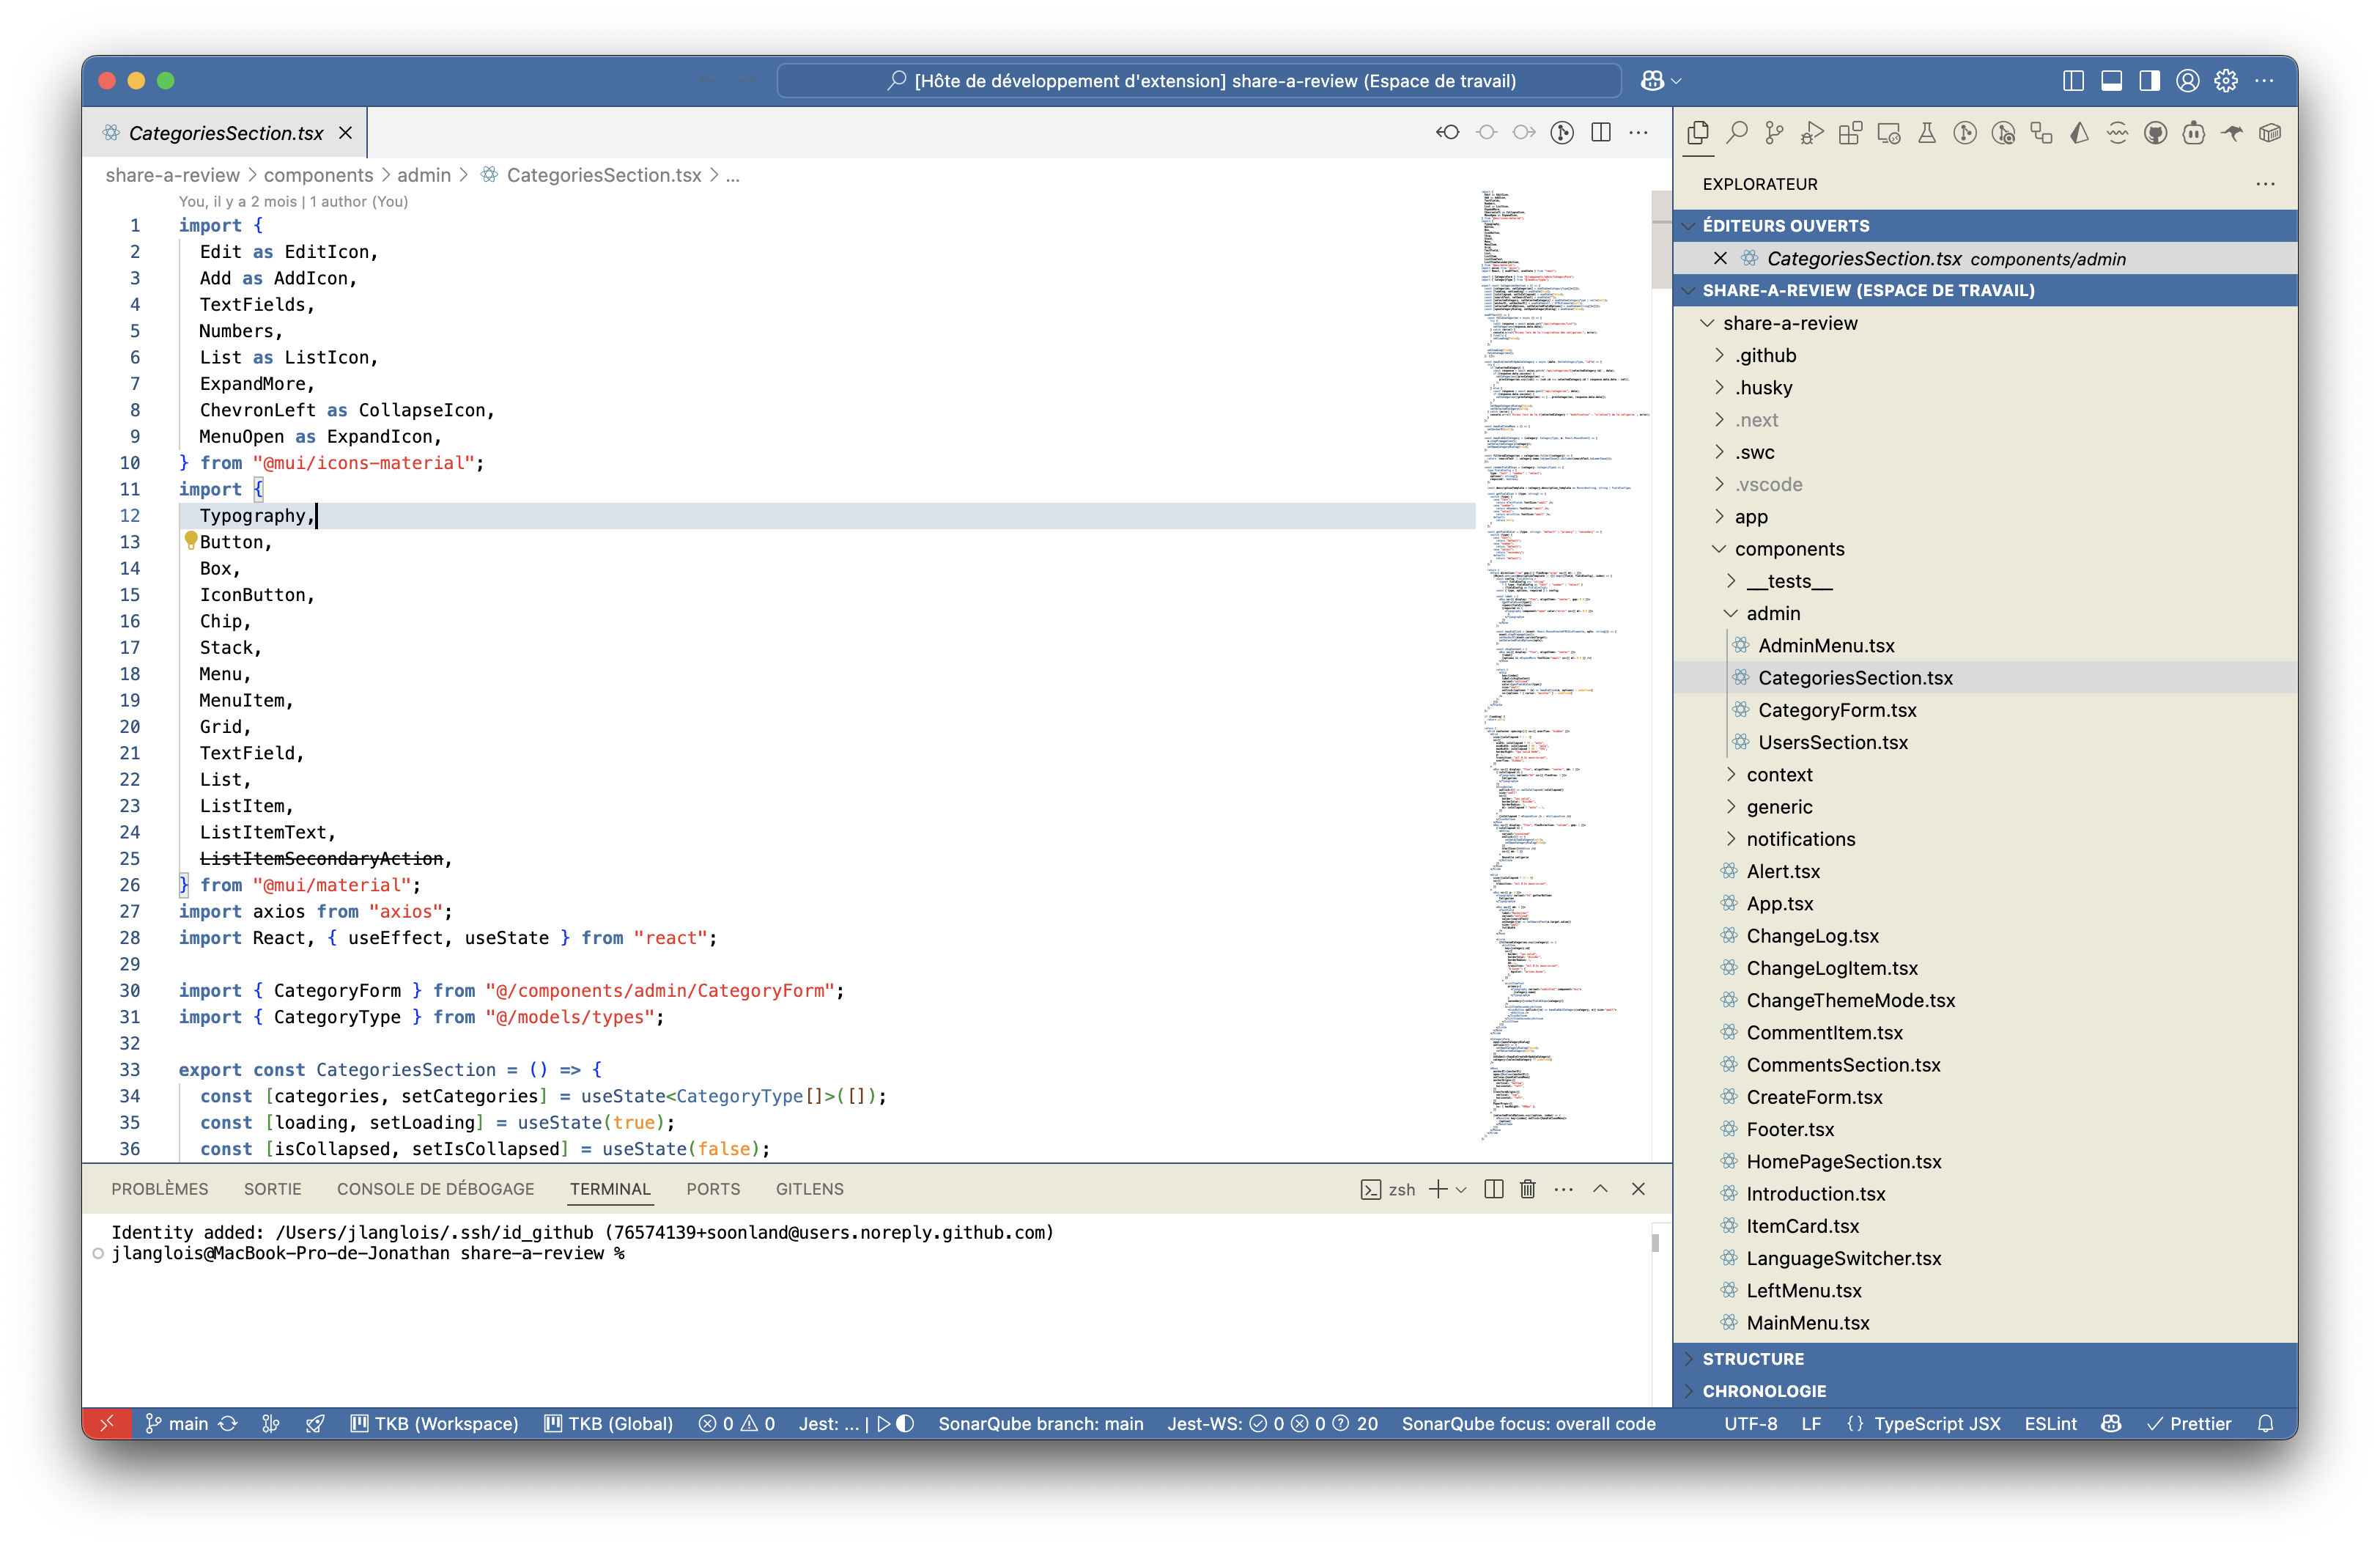 [Hôte de développement d'extension] share-a-review (Espace de travail)
CategoriesSection.tsx
share-a-review > components > admin > CategoriesSection.tsx > ...
You, il y a 2 mois | 1 author (You)
1 import {
2 Edit as EditIcon,
3 Add as AddIcon,
4 TextFields,
5 Numbers,
6 List as ListIcon,
7 ExpandMore,
8 ChevronLeft as CollapseIcon,
9 MenuOpen as ExpandIcon,
10 } from "@mui/icons-material";
11 import {
12 Typography,
13 Button,
14 Box,
15 IconButton,
16 Chip,
17 Stack,
18 Menu,
19 MenuItem,
20 Grid,
21 TextField,
22 List,
23 ListItem,
24 ListItemText,
25 ListItemSecondaryAction,
26 } from "@mui/material";
27 import axios from "axios";
28 import React, { useEffect, useState } from "react";
29
30 import { CategoryForm } from "@/components/admin/CategoryForm";
31 import { CategoryType } from "@/models/types";
32
33 export const CategoriesSection = () => {
34 const [categories, setCategories] = useState<CategoryType[]>([]);
35 const [loading, setLoading] = useState(true);
36 const [isCollapsed, setIsCollapsed] = useState(false);
PROBLÈMES SORTIE CONSOLE DE DÉBOGAGE TERMINAL PORTS GITLENS
zsh
Identity added: /Users/jlanglois/.ssh/id_github (76574139+soonland@users.noreply.github.com)
jlanglois@MacBook-Pro-de-Jonathan share-a-review %
EXPLORATEUR
ÉDITEURS OUVERTS
CategoriesSection.tsx components/admin
SHARE-A-REVIEW (ESPACE DE TRAVAIL)
share-a-review
.github
.husky
.next
.swc
.vscode
app
components
__tests__
admin
AdminMenu.tsx
CategoriesSection.tsx
CategoryForm.tsx
UsersSection.tsx
context
generic
notifications
Alert.tsx
App.tsx
ChangeLog.tsx
ChangeLogItem.tsx
ChangeThemeMode.tsx
CommentItem.tsx
CommentsSection.tsx
CreateForm.tsx
Footer.tsx
HomePageSection.tsx
Introduction.tsx
ItemCard.tsx
LanguageSwitcher.tsx
LeftMenu.tsx
MainMenu.tsx
STRUCTURE
CHRONOLOGIE
main TKB (Workspace) TKB (Global) 0 0 Jest: ... | SonarQube branch: main Jest-WS: 0 0 20 SonarQube focus: overall code UTF-8 LF {} TypeScript JSX ESLint Prettier